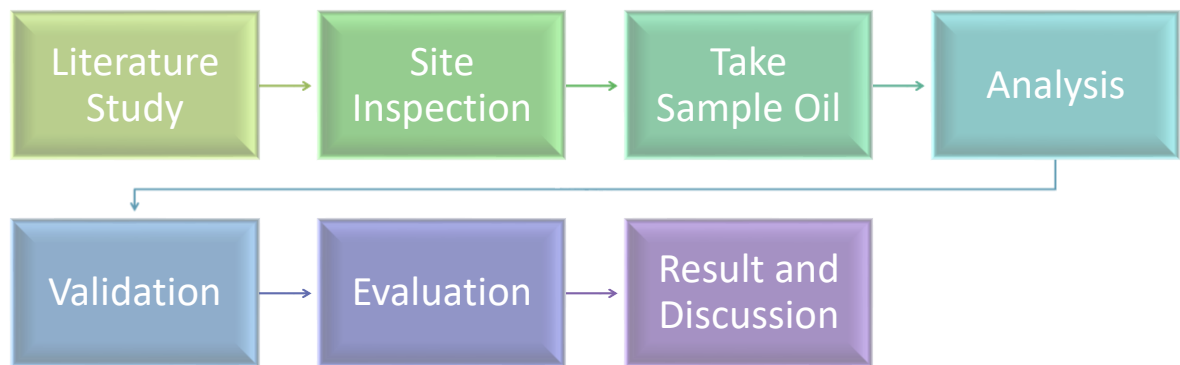 Literature
Study
Site
Inspection
Take
Sample Oil
Analysis
Validation
Evaluation
Result and
Discussion